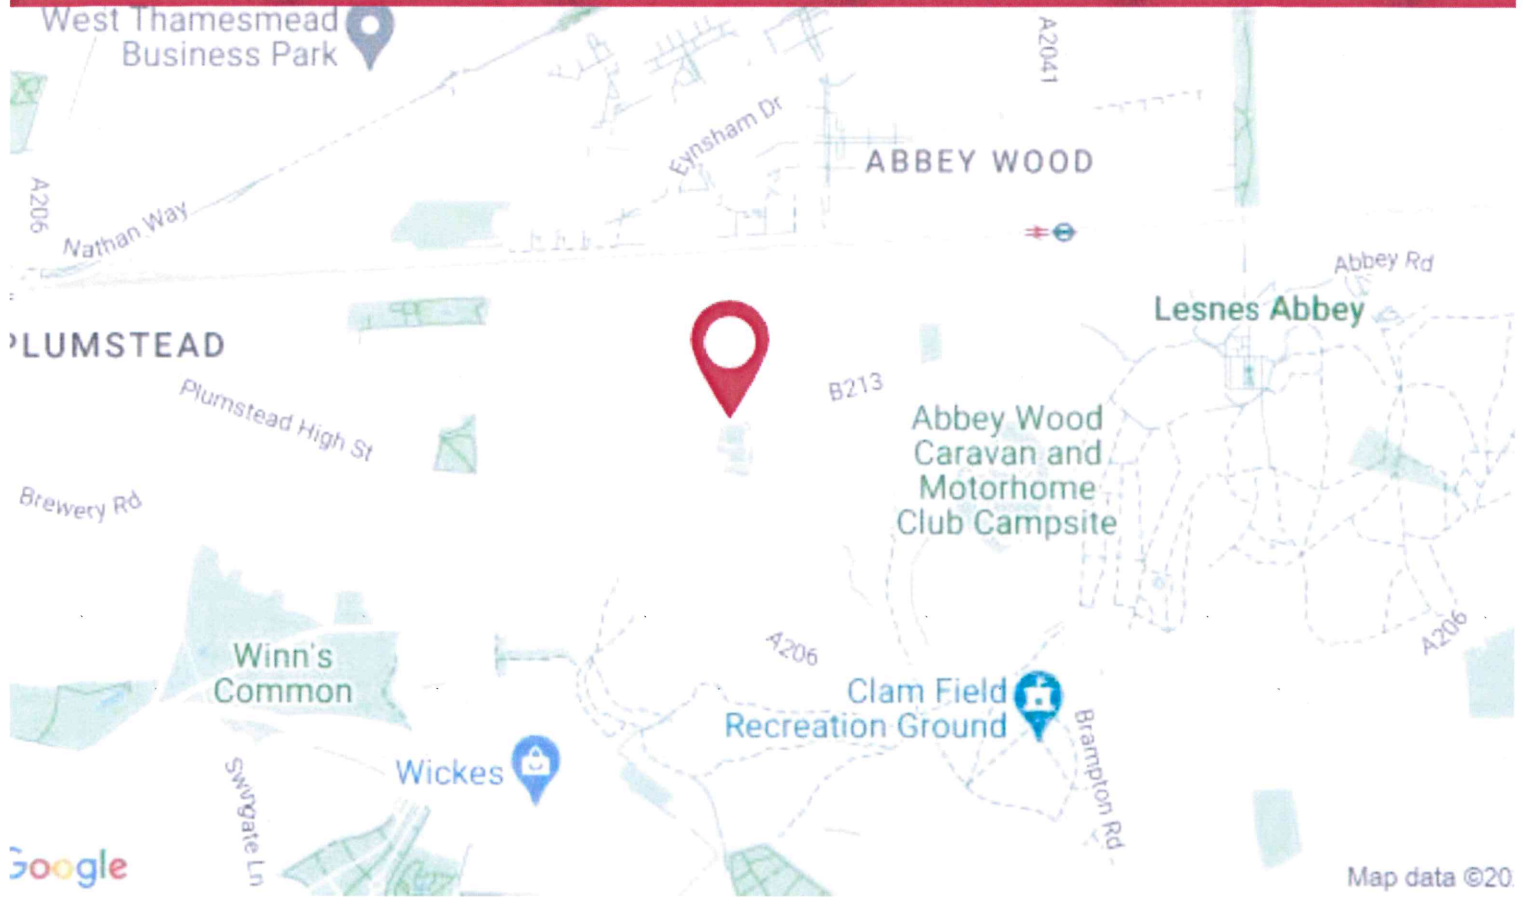 West Thamesmead
Business Park
A2041
Eynsham Dr
ABBEY WOOD
A206
Nathan Way
Abbey Rd
Lesnes Abbey
PLUMSTEAD
B213
Plumstead High St
Abbey Wood
Caravan and
Motorhome
Club Campsite
Brewery Rd
A206
A206
Winn's
Common
Clam Field
Recreation Ground
Brampton Rd
Wickes
Swingate Ln
Google
Map data ©20